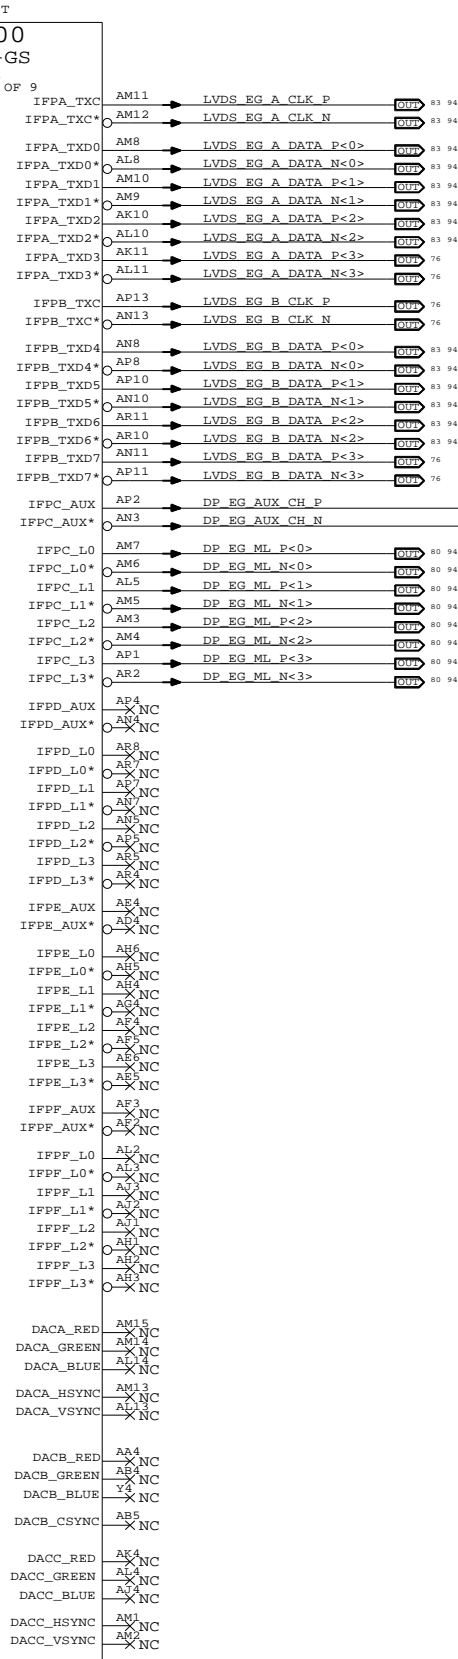 T
00
-GS
OF 9
IFPA_TXC AM11 LVDS_EG_A_CLK_P OUT 83 94
IFPA_TXC* AM12 LVDS_EG_A_CLK_N OUT 83 94
IFPA_TXD0 AM8 LVDS_EG_A_DATA_P<0> OUT 83 94
IFPA_TXD0* AL8 LVDS_EG_A_DATA_N<0> OUT 83 94
IFPA_TXD1 AM10 LVDS_EG_A_DATA_P<1> OUT 83 94
IFPA_TXD1* AM9 LVDS_EG_A_DATA_N<1> OUT 83 94
IFPA_TXD2 AK10 LVDS_EG_A_DATA_P<2> OUT 83 94
IFPA_TXD2* AL10 LVDS_EG_A_DATA_N<2> OUT 83 94
IFPA_TXD3 AK11 LVDS_EG_A_DATA_P<3> OUT 76
IFPA_TXD3* AL11 LVDS_EG_A_DATA_N<3> OUT 76
IFPB_TXC AP13 LVDS_EG_B_CLK_P OUT 76
IFPB_TXC* AN13 LVDS_EG_B_CLK_N OUT 76
IFPB_TXD4 AN8 LVDS_EG_B_DATA_P<0> OUT 83 94
IFPB_TXD4* AP8 LVDS_EG_B_DATA_N<0> OUT 83 94
IFPB_TXD5 AP10 LVDS_EG_B_DATA_P<1> OUT 83 94
IFPB_TXD5* AN10 LVDS_EG_B_DATA_N<1> OUT 83 94
IFPB_TXD6 AR11 LVDS_EG_B_DATA_P<2> OUT 83 94
IFPB_TXD6* AR10 LVDS_EG_B_DATA_N<2> OUT 83 94
IFPB_TXD7 AN11 LVDS_EG_B_DATA_P<3> OUT 76
IFPB_TXD7* AP11 LVDS_EG_B_DATA_N<3> OUT 76
IFPC_AUX AP2 DP_EG_AUX_CH_P
IFPC_AUX* AN3 DP_EG_AUX_CH_N
IFPC_L0 AM7 DP_EG_ML_P<0> OUT 80 94
IFPC_L0* AM6 DP_EG_ML_N<0> OUT 80 94
IFPC_L1 AL5 DP_EG_ML_P<1> OUT 80 94
IFPC_L1* AM5 DP_EG_ML_N<1> OUT 80 94
IFPC_L2 AM3 DP_EG_ML_P<2> OUT 80 94
IFPC_L2* AM4 DP_EG_ML_N<2> OUT 80 94
IFPC_L3 AP1 DP_EG_ML_P<3> OUT 80 94
IFPC_L3* AR2 DP_EG_ML_N<3> OUT 80 94
IFPD_AUX AP4 NC
IFPD_AUX* AN4 NC
IFPD_L0 AR8 NC
IFPD_L0* AR7 NC
IFPD_L1 AP7 NC
IFPD_L1* AN7 NC
IFPD_L2 AN5 NC
IFPD_L2* AP5 NC
IFPD_L3 AR5 NC
IFPD_L3* AR4 NC
IFPE_AUX AE4 NC
IFPE_AUX* AD4 NC
IFPE_L0 AH6 NC
IFPE_L0* AH5 NC
IFPE_L1 AH4 NC
IFPE_L1* AG4 NC
IFPE_L2 AF4 NC
IFPE_L2* AF5 NC
IFPE_L3 AE6 NC
IFPE_L3* AE5 NC
IFPF_AUX AF3 NC
IFPF_AUX* AF2 NC
IFPF_L0 AL2 NC
IFPF_L0* AL3 NC
IFPF_L1 AJ3 NC
IFPF_L1* AJ2 NC
IFPF_L2 AJ1 NC
IFPF_L2* AH1 NC
IFPF_L3 AH2 NC
IFPF_L3* AH3 NC
DACA_RED AM15 NC
DACA_GREEN AM14 NC
DACA_BLUE AL14 NC
DACA_HSYNC AM13 NC
DACA_VSYNC AL13 NC
DACB_RED AA4 NC
DACB_GREEN AB4 NC
DACB_BLUE Y4 NC
DACB_CSYNC AB5 NC
DACC_RED AK4 NC
DACC_GREEN AL4 NC
DACC_BLUE AJ4 NC
DACC_HSYNC AM1 NC
DACC_VSYNC AM2 NC